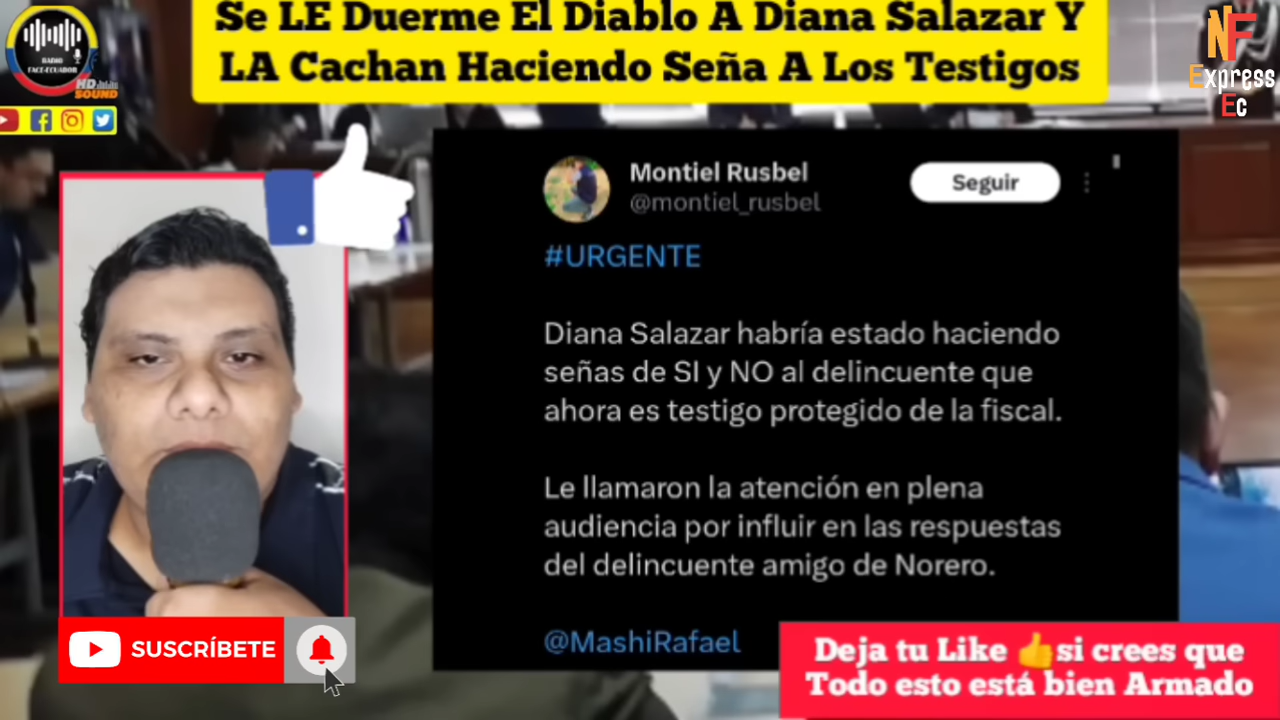 Se LE Duerme El Diablo A Diana Salazar Y
LA Cachan Haciendo Seña A Los Testigos
RADIO
FACE-ECUADOR
HD
SOUND
NF
Express
Ec
Montiel Rusbel
@montiel_rusbel
Seguir
#URGENTE
Diana Salazar habría estado haciendo
señas de SI y NO al delincuente que
ahora es testigo protegido de la fiscal.
Le llamaron la atención en plena
audiencia por influir en las respuestas
del delincuente amigo de Norero.
@MashiRafael
SUSCRÍBETE
Deja tu Like 👍si crees que
Todo esto está bien Armado